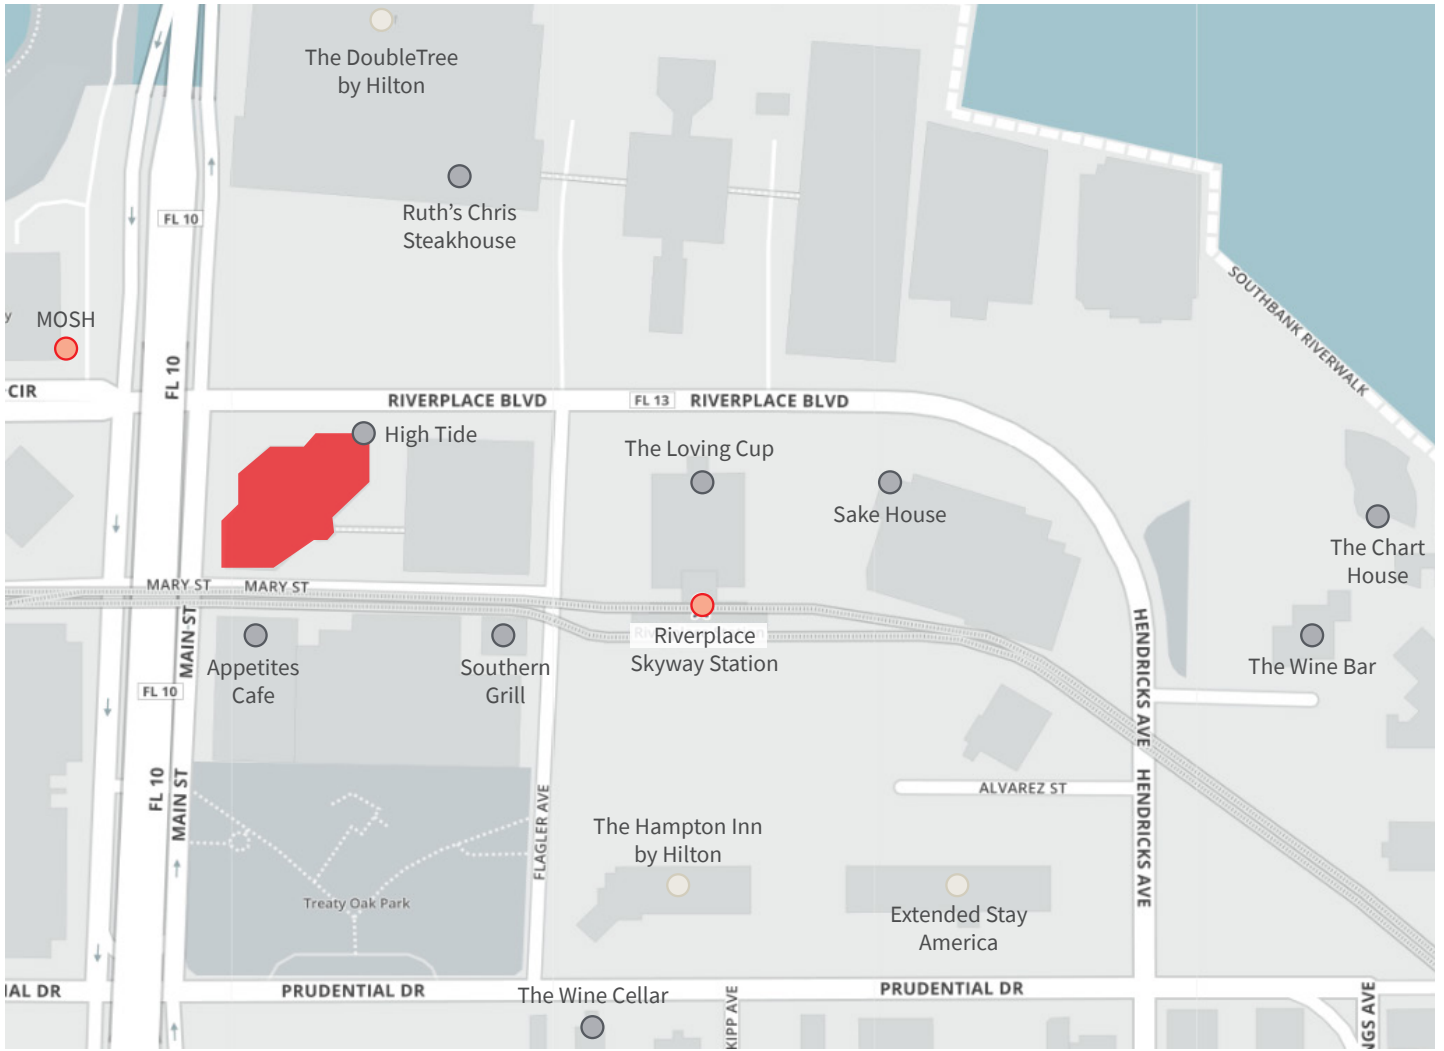 The DoubleTree
by Hilton
Ruth's Chris
Steakhouse
FL 10
MOSH
y
CIR
FL 10
RIVERPLACE BLVD
FL 13
RIVERPLACE BLVD
SOUTHBANK RIVERWALK
High Tide
The Loving Cup
Sake House
The Chart
House
MARY ST
MARY ST
MAIN ST
Appetites
Cafe
Southern
Grill
Riverplace
Skyway Station
HENDRICKS AVE
The Wine Bar
FL 10
FL 10
MAIN ST
FLAGLER AVE
ALVAREZ ST
HENDRICKS AVE
The Hampton Inn
by Hilton
Treaty Oak Park
Extended Stay
America
IAL DR
PRUDENTIAL DR
The Wine Cellar
PRUDENTIAL DR
KIPP AVE
NGS AVE